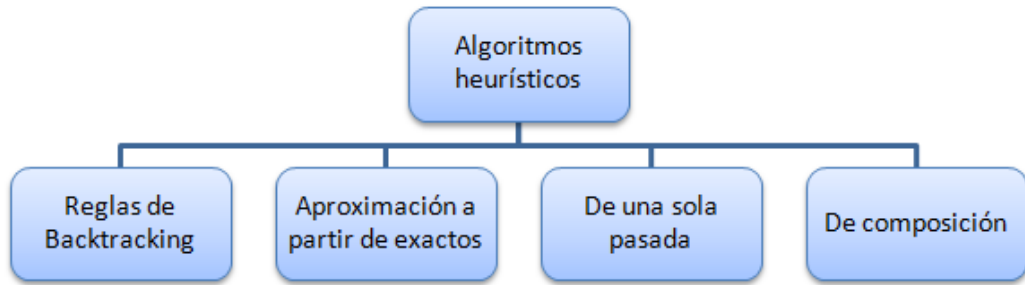 Algoritmos
heurísticos
Reglas de
Backtracking
Aproximación a
partir de exactos
De una sola
pasada
De composición